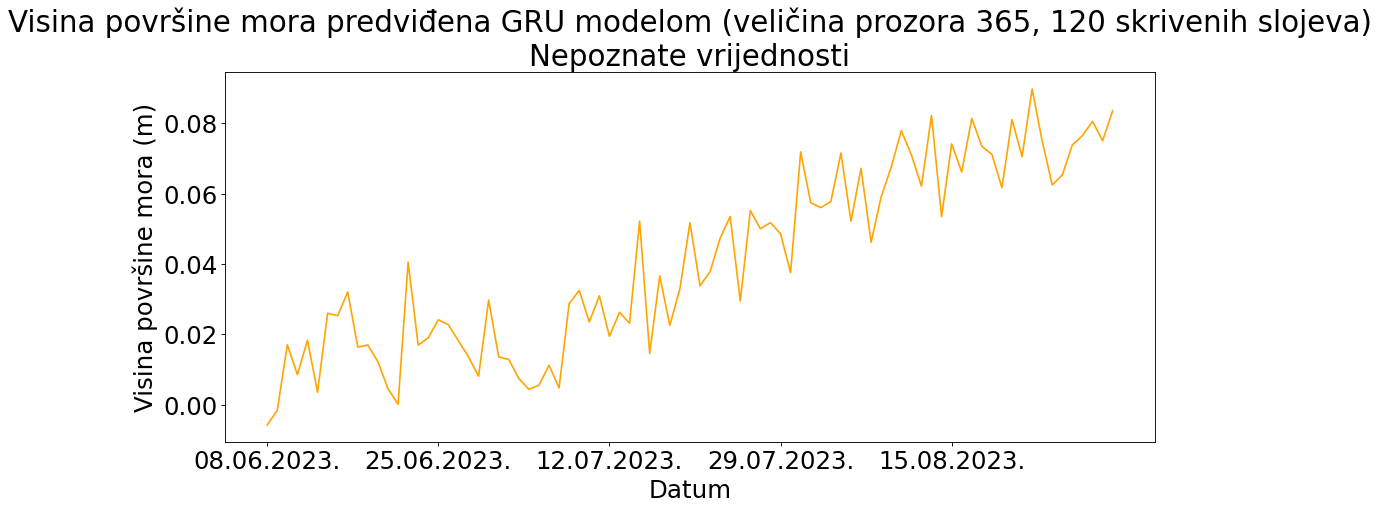 Visina površine mora predviđena GRU modelom (veličina prozora 365, 120 skrivenih slojeva)
Nepoznate vrijednosti
Visina površine mora (m)
0.08
0.06
0.04
0.02
0.00
08.06.2023. 25.06.2023. 12.07.2023. 29.07.2023. 15.08.2023.
Datum